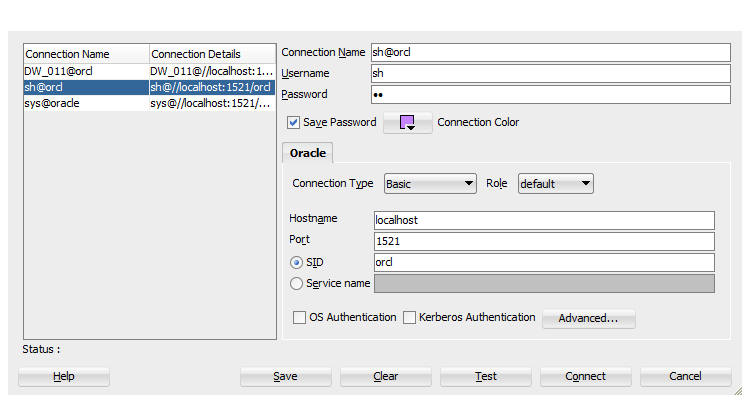 Connection Name Connection Details
DW_011@orcl DW_011@//localhost:1...
sh@orcl sh@//localhost:1521/orcl
sys@oracle sys@//localhost:1521/...
Connection Name sh@orcl
Username sh
Password ••
Save Password Connection Color
Oracle
Connection Type Basic Role default
Hostname localhost
Port 1521
SID orcl
Service name
OS Authentication Kerberos Authentication Advanced...
Status :
Help Save Clear Test Connect Cancel